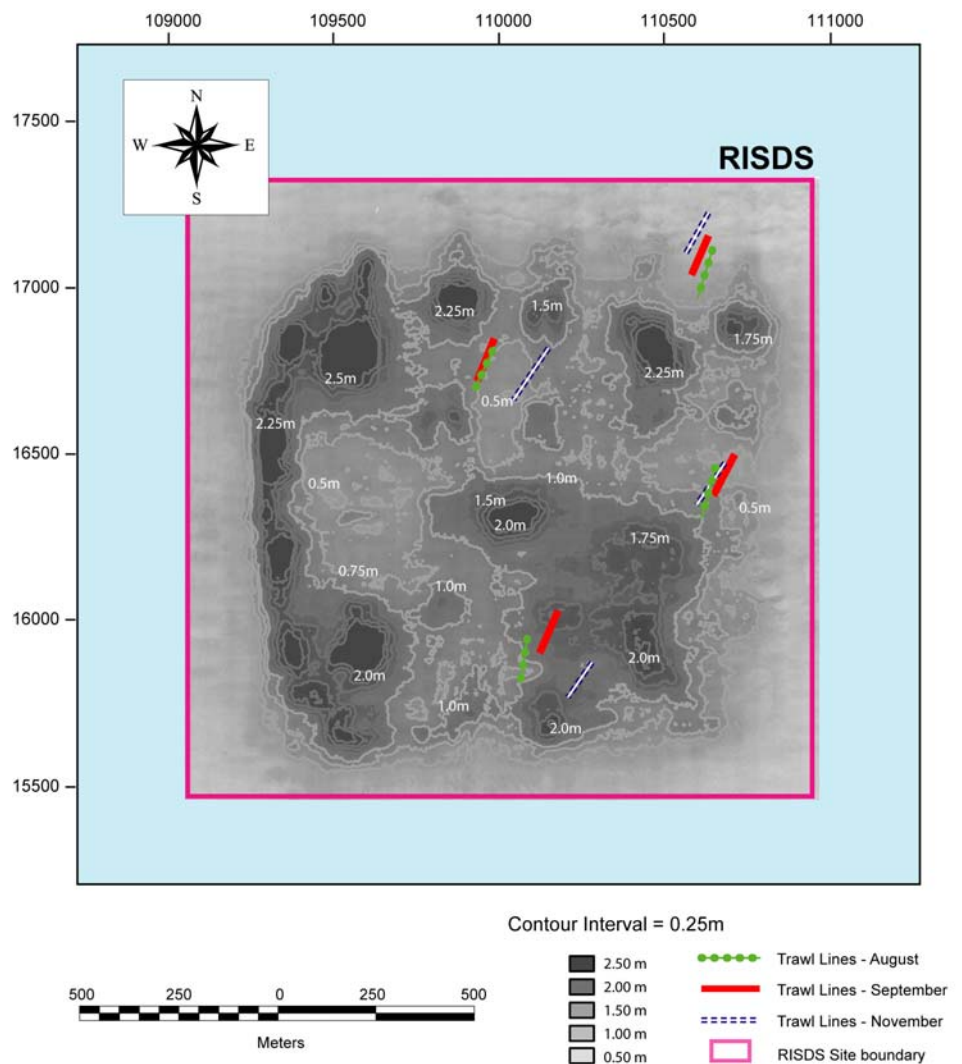 109000 109500 110000 110500 111000
17500
17000
16500
16000
15500
N
W E
S
RISDS
2.25m
1.5m
1.75m
2.5m
2.25m
0.5m
2.25m
0.5m
1.0m
1.5m
0.5m
2.0m
1.75m
0.75m
1.0m
2.0m
2.0m
1.0m
2.0m
Contour Interval = 0.25m
500 250 0 250 500
Meters
2.50 m
2.00 m
1.50 m
1.00 m
0.50 m
Trawl Lines - August
Trawl Lines - September
Trawl Lines - November
RISDS Site boundary